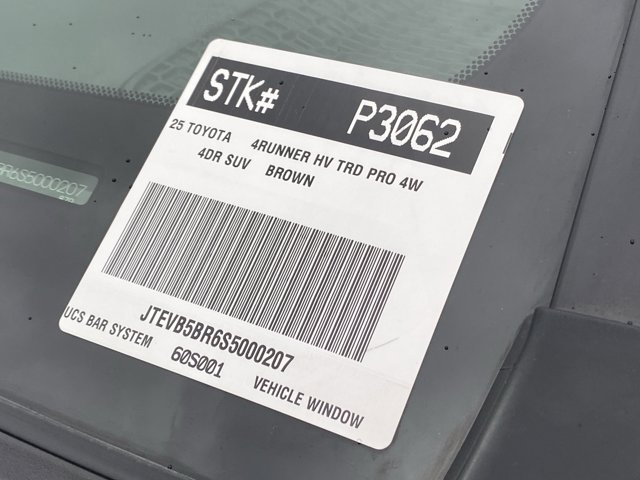 STK# P3062
25 TOYOTA 4RUNNER HV TRD PRO 4W
4DR SUV BROWN
JTEVB5BR6S5000207
UCS BAR SYSTEM 60S001 VEHICLE WINDOW
BR6S5000207